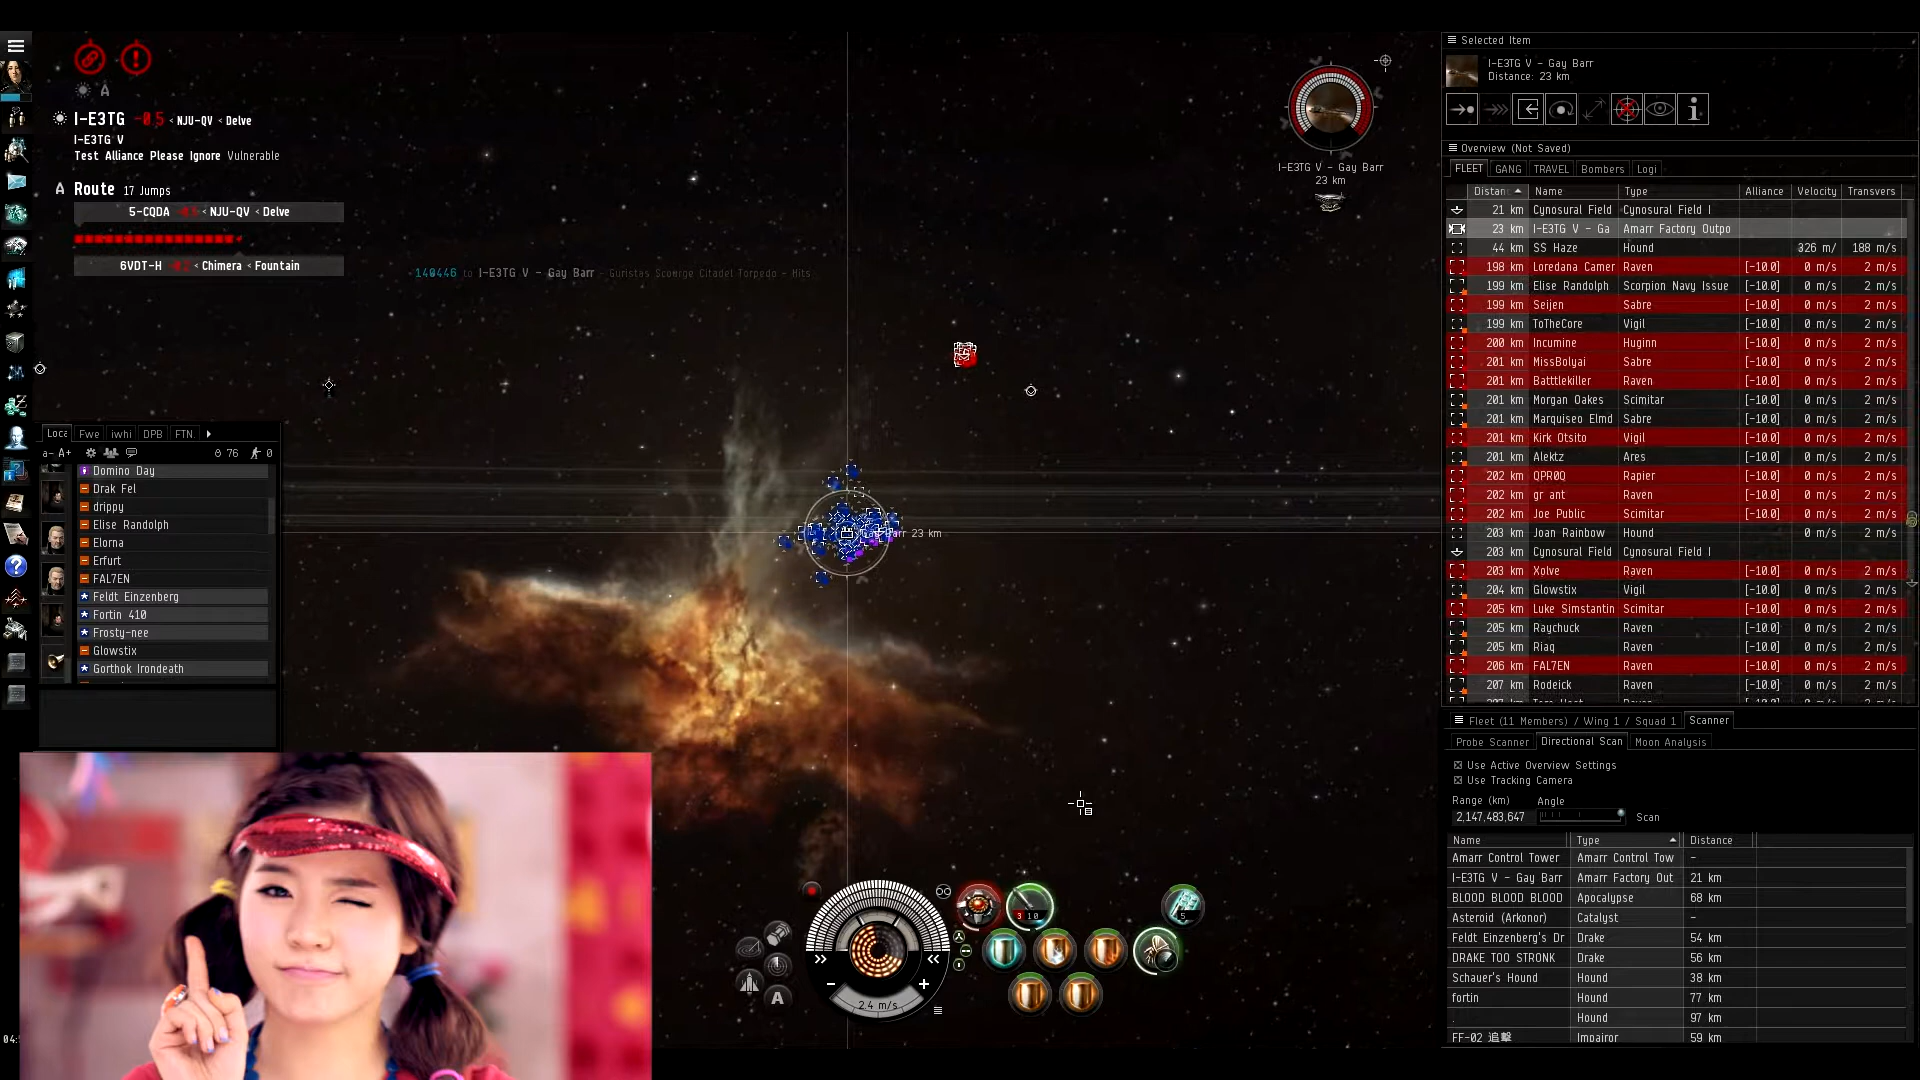 I-E3TG -0.5 < NJU-QV < Delve
I-E3TG V
Test Alliance Please Ignore Vulnerable
A Route 17 Jumps
5-CQDA < NJU-QV < Delve
6VDT-H < Chimera < Fountain
140446 to I-E3TG V - Gay Barr - Guristas Scourge Citadel Torpedo - Hits
I-E3TG V - Gay Barr
23 km
Gay Barr 23 km
Loca Fwe iwhi DPB FTN.
a- A+ 0 76 0
Domino Day
Drak Fel
drippy
Elise Randolph
Elorna
Erfurt
FAL7EN
Feldt Einzenberg
Fortin 410
Frosty-nee
Glowstix
Gorthok Irondeath
04:
3 10
5
A
2.4 m/s
Selected Item
I-E3TG V - Gay Barr
Distance: 23 km
Overview (Not Saved)
FLEET GANG TRAVEL Bombers Logi
Distanc Name Type Alliance Velocity Transvers
21 km Cynosural Field Cynosural Field I
23 km I-E3TG V - Ga Amarr Factory Outpo
44 km SS Haze Hound 326 m/ 188 m/s
198 km Loredana Camer Raven [-10.0] 0 m/s 2 m/s
199 km Elise Randolph Scorpion Navy Issue [-10.0] 0 m/s 2 m/s
199 km Seijen Sabre [-10.0] 0 m/s 2 m/s
199 km ToTheCore Vigil [-10.0] 0 m/s 2 m/s
200 km Incumine Huginn [-10.0] 0 m/s 2 m/s
201 km MissBolyai Sabre [-10.0] 0 m/s 2 m/s
201 km Batttlekiller Raven [-10.0] 0 m/s 2 m/s
201 km Morgan Oakes Scimitar [-10.0] 0 m/s 2 m/s
201 km Marquiseo Elmd Sabre [-10.0] 0 m/s 2 m/s
201 km Kirk Otsito Vigil [-10.0] 0 m/s 2 m/s
201 km Alektz Ares [-10.0] 0 m/s 2 m/s
202 km QPR0Q Rapier [-10.0] 0 m/s 2 m/s
202 km gr ant Raven [-10.0] 0 m/s 2 m/s
202 km Joe Public Scimitar [-10.0] 0 m/s 2 m/s
203 km Joan Rainbow Hound [-10.0] 0 m/s 2 m/s
203 km Cynosural Field Cynosural Field I
203 km Xolve Raven [-10.0] 0 m/s 2 m/s
204 km Glowstix Vigil [-10.0] 0 m/s 2 m/s
205 km Luke Simstantin Scimitar [-10.0] 0 m/s 2 m/s
205 km Raychuck Raven [-10.0] 0 m/s 2 m/s
205 km Riaq Raven [-10.0] 0 m/s 2 m/s
206 km FAL7EN Raven [-10.0] 0 m/s 2 m/s
207 km Rodeick Raven [-10.0] 0 m/s 2 m/s
Fleet (11 Members) / Wing 1 / Squad 1 Scanner
Probe Scanner Directional Scan Moon Analysis
Use Active Overview Settings
Use Tracking Camera
Range (km) Angle
2,147,483,647 Scan
Name Type Distance
Amarr Control Tower Amarr Control Tow -
I-E3TG V - Gay Barr Amarr Factory Out 21 km
BLOOD BLOOD BLOOD Apocalypse 68 km
Asteroid (Arkonor) Catalyst -
Feldt Einzenberg's Dr Drake 54 km
DRAKE TOO STRONK Drake 56 km
Schauer's Hound Hound 38 km
fortin Hound 77 km
. Hound 97 km
FF-02 追撃 Impairor 59 km